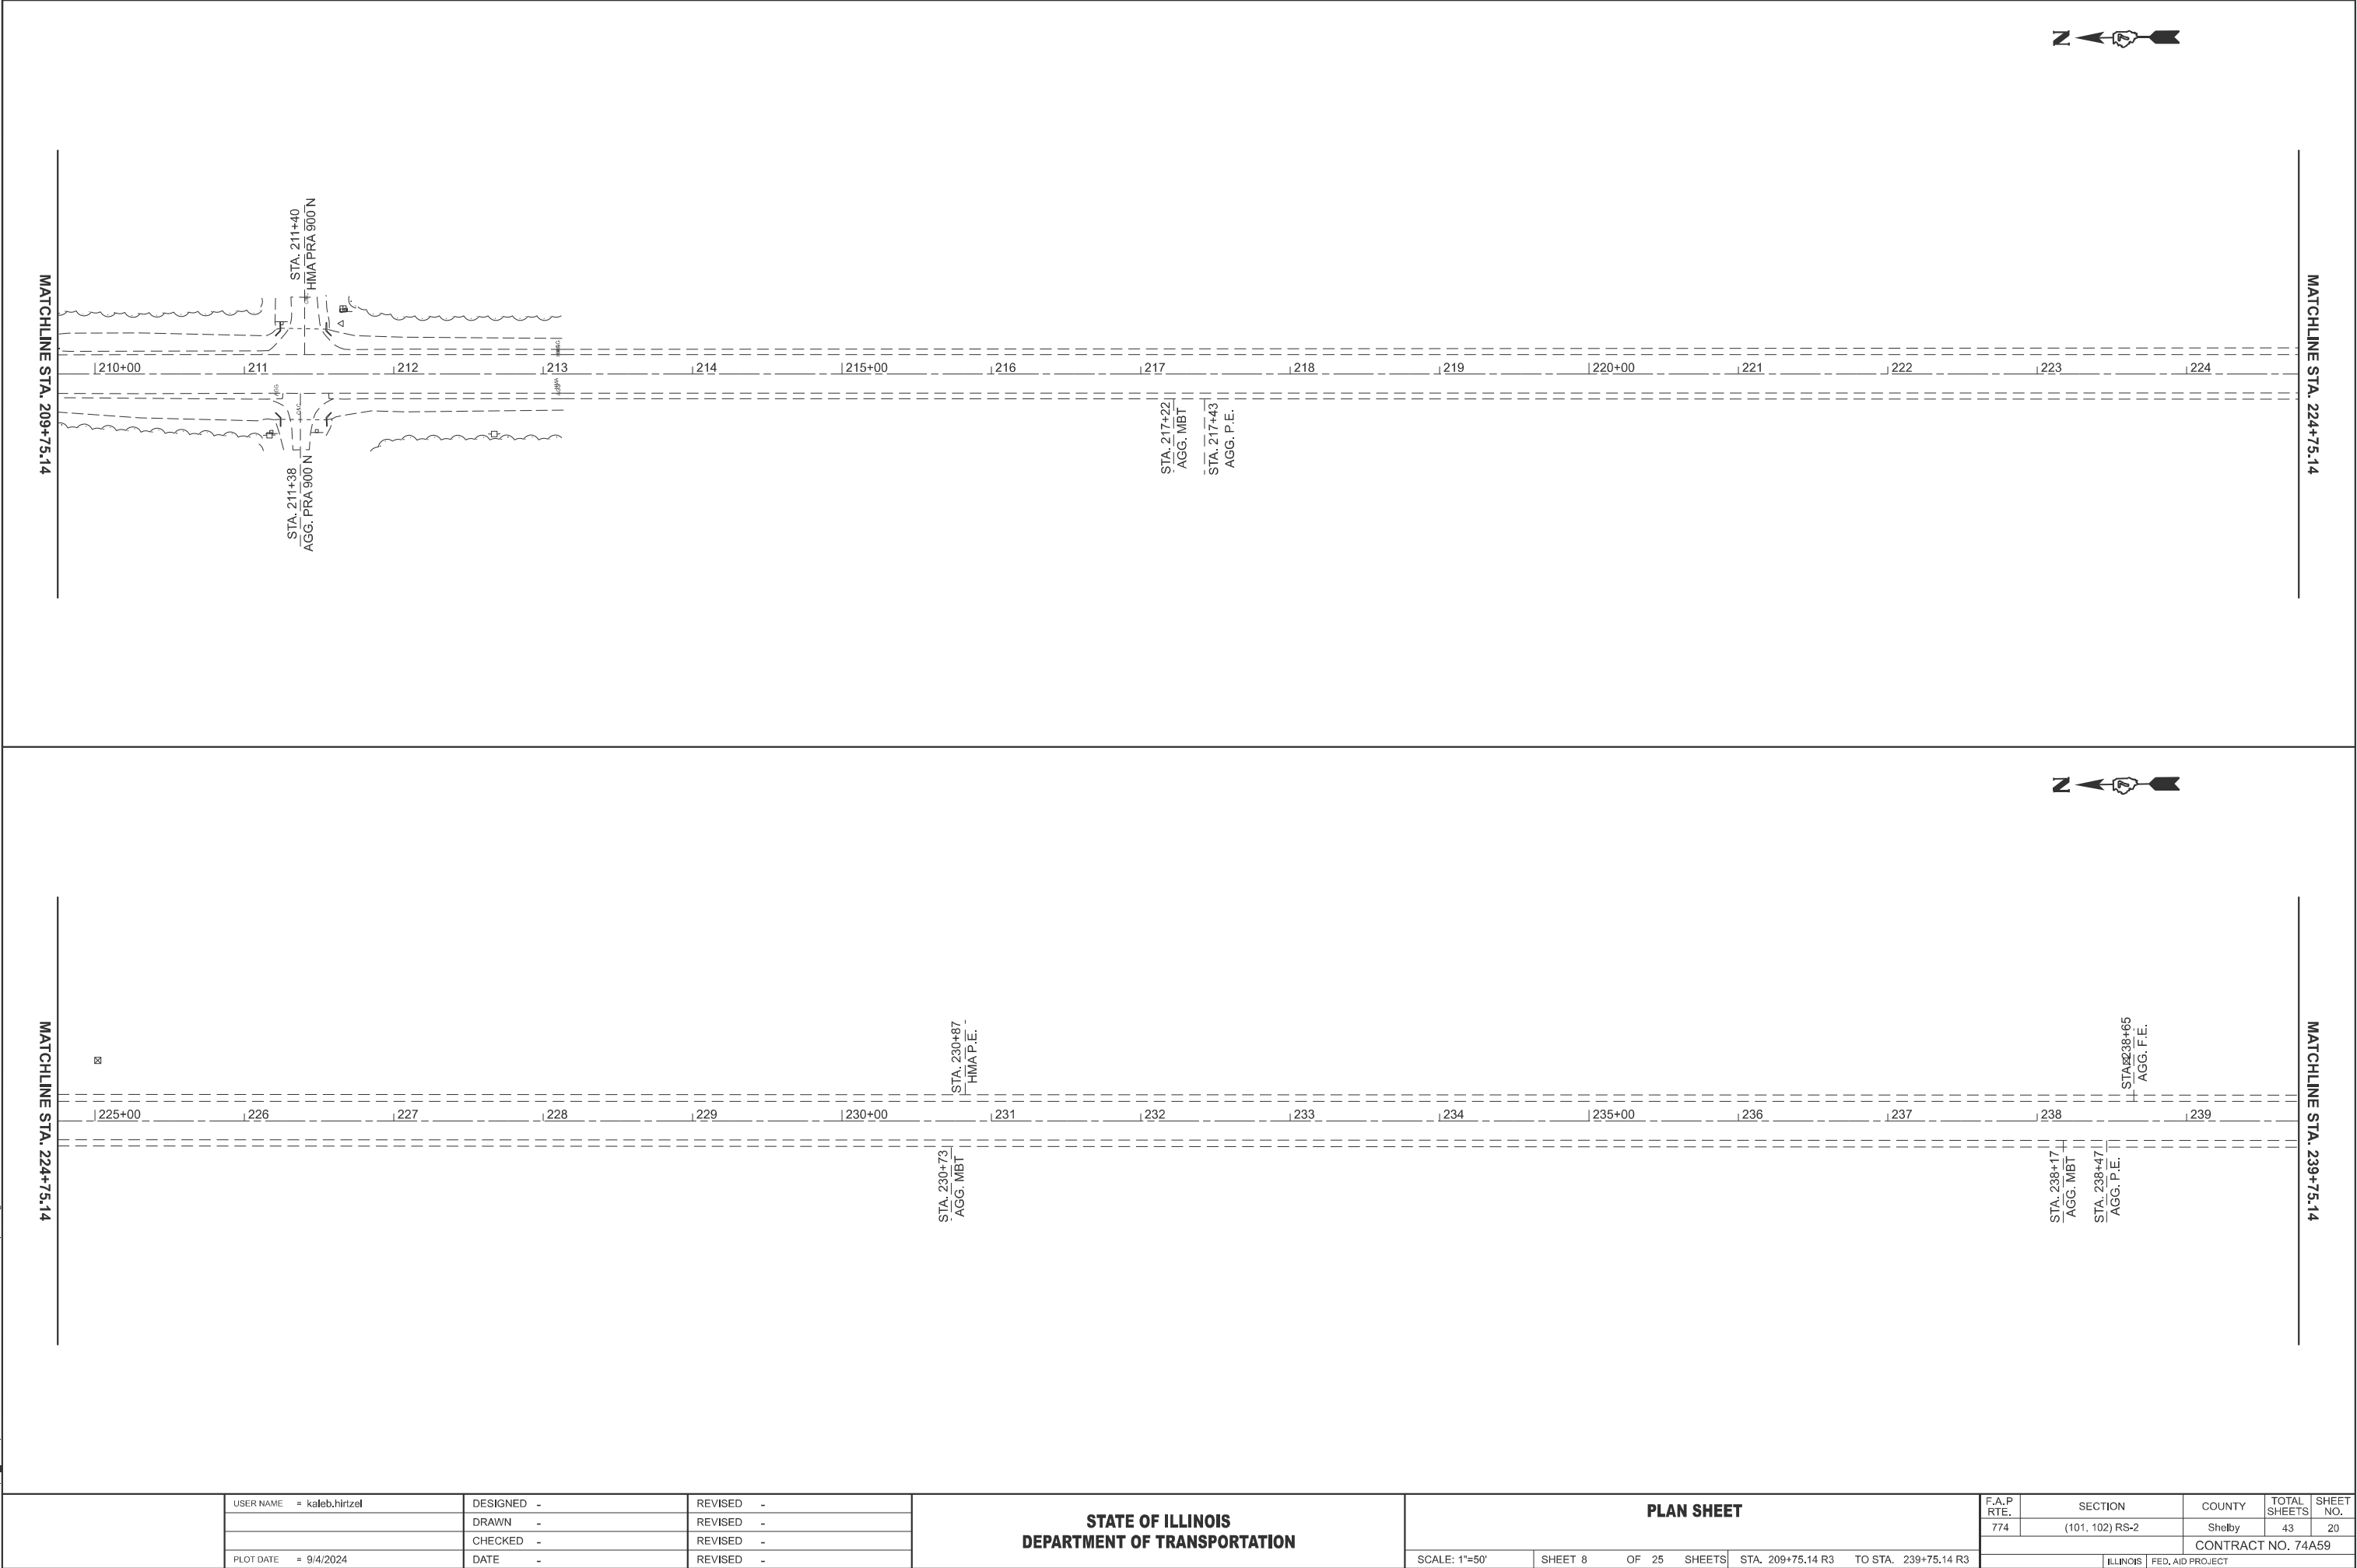 N
MATCHLINE STA. 209+75.14
STA. 211+40
HMA PRA 900 N
210+00
211
212
213
214
215+00
216
217
218
219
220+00
221
222
223
224
STA. 211+38
AGG. PRA 900 N
STA. 217+22
AGG. MBT
STA. 217+43
AGG. P.E.
MATCHLINE STA. 224+75.14
N
MATCHLINE STA. 224+75.14
STA. 230+87
HMA P.E.
STA. 238+65
AGG. F.E.
225+00
226
227
228
229
230+00
231
232
233
234
235+00
236
237
238
239
STA. 230+73
AGG. MBT
STA. 238+17
AGG. MBT
STA. 238+47
AGG. P.E.
MATCHLINE STA. 239+75.14
USER NAME = kaleb.hirtzel
PLOT DATE = 9/4/2024
DESIGNED -
DRAWN -
CHECKED -
DATE -
REVISED -
REVISED -
REVISED -
REVISED -
STATE OF ILLINOIS
DEPARTMENT OF TRANSPORTATION
PLAN SHEET
SCALE: 1"=50' SHEET 8 OF 25 SHEETS STA. 209+75.14 R3 TO STA. 239+75.14 R3
F.A.P RTE. SECTION COUNTY TOTAL SHEETS SHEET NO.
774 (101, 102) RS-2 Shelby 43 20
CONTRACT NO. 74A59
ILLINOIS FED. AID PROJECT